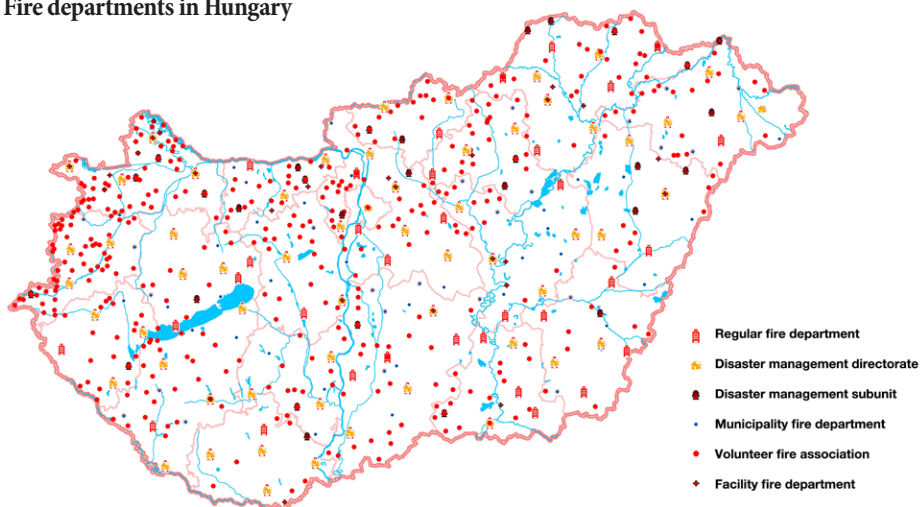 Fire departments in Hungary
Regular fire department
Disaster management directorate
Disaster management subunit
Municipality fire department
Volunteer fire association
Facility fire department